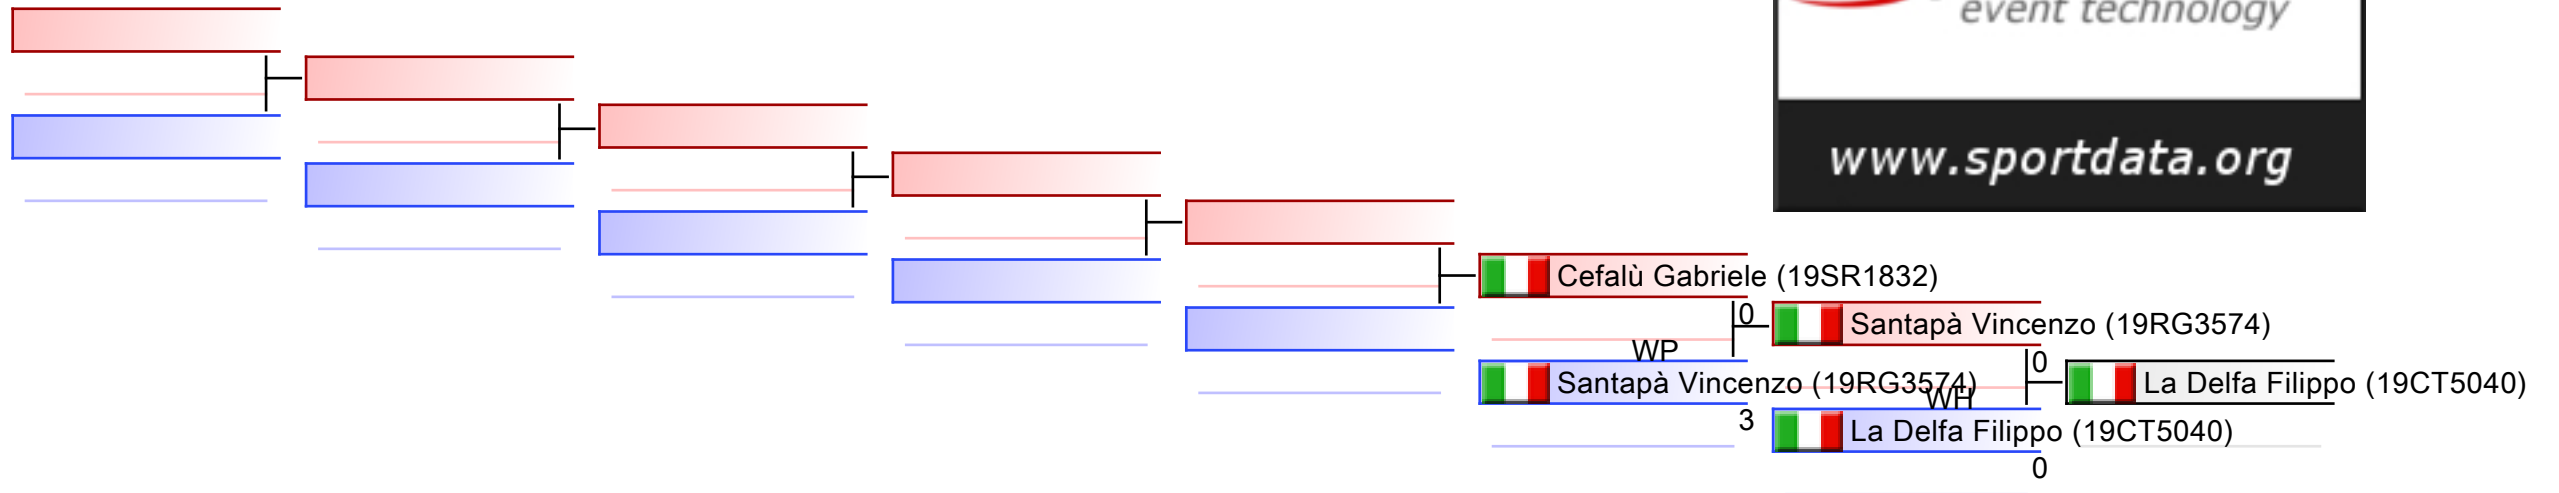 event technology
www.sportdata.org
Cefalù Gabriele (19SR1832)
0
Santapà Vincenzo (19RG3574)
WP
0
Santapà Vincenzo (19RG3574)
La Delfa Filippo (19CT5040)
WH
3
La Delfa Filippo (19CT5040)
0